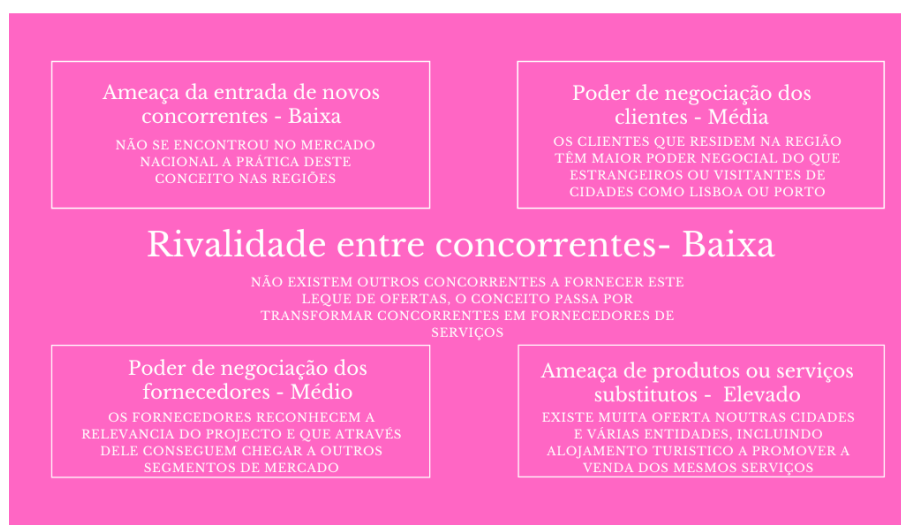 Ameaça da entrada de novos
concorrentes - Baixa
NÃO SE ENCONTROU NO MERCADO
NACIONAL A PRÁTICA DESTE
CONCEITO NAS REGIÕES
Poder de negociação dos
clientes - Média
OS CLIENTES QUE RESIDEM NA REGIÃO
TÊM MAIOR PODER NEGOCIAL DO QUE
ESTRANGEIROS OU VISITANTES DE
CIDADES COMO LISBOA OU PORTO
Rivalidade entre concorrentes- Baixa
NÃO EXISTEM OUTROS CONCORRENTES A FORNECER ESTE
LEQUE DE OFERTAS, O CONCEITO PASSA POR
TRANSFORMAR CONCORRENTES EM FORNECEDORES DE
SERVIÇOS
Poder de negociação dos
fornecedores - Médio
OS FORNECEDORES RECONHECEM A
RELEVANCIA DO PROJECTO E QUE ATRAVÉS
DELE CONSEGUEM CHEGAR A OUTROS
SEGMENTOS DE MERCADO
Ameaça de produtos ou serviços
substitutos - Elevado
EXISTE MUITA OFERTA NOUTRAS CIDADES
E VÁRIAS ENTIDADES, INCLUINDO
ALOJAMENTO TURISTICO A PROMOVER A
VENDA DOS MESMOS SERVIÇOS